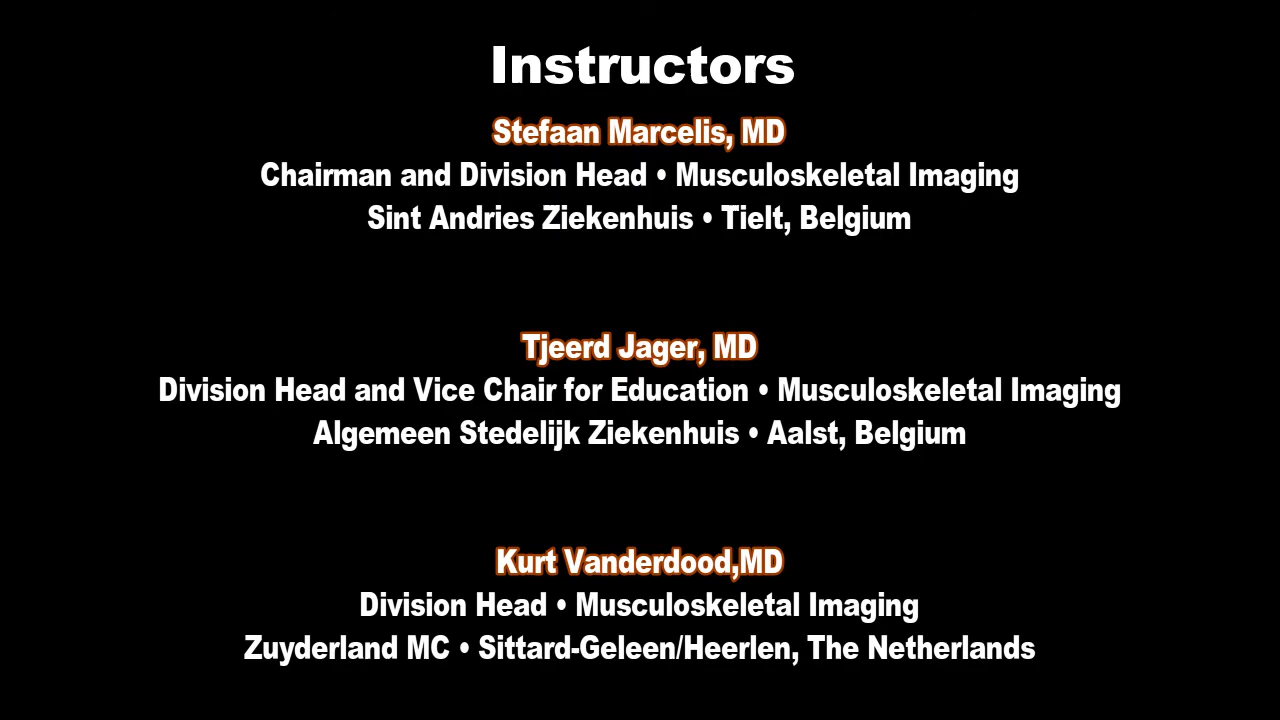 Instructors
Stefaan Marcelis, MD
Chairman and Division Head • Musculoskeletal Imaging
Sint Andries Ziekenhuis • Tielt, Belgium
Tjeerd Jager, MD
Division Head and Vice Chair for Education • Musculoskeletal Imaging
Algemeen Stedelijk Ziekenhuis • Aalst, Belgium
Kurt Vanderdood,MD
Division Head • Musculoskeletal Imaging
Zuyderland MC • Sittard-Geleen/Heerlen, The Netherlands